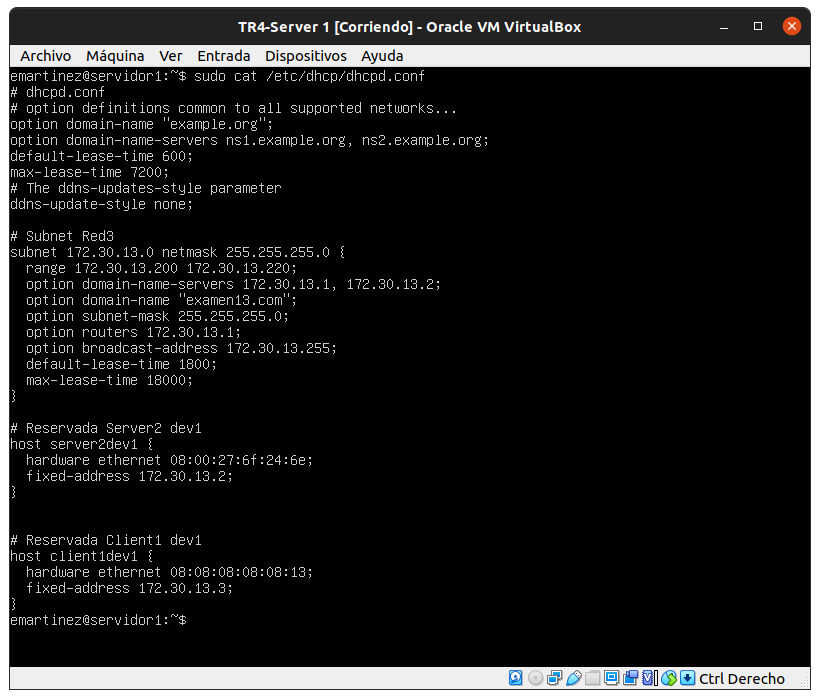 TR4-Server 1 [Corriendo] - Oracle VM VirtualBox
Archivo Máquina Ver Entrada Dispositivos Ayuda
emartinez@servidor1:~$ sudo cat /etc/dhcp/dhcpd.conf
# dhcpd.conf
# option definitions common to all supported networks...
option domain-name "example.org";
option domain-name-servers ns1.example.org, ns2.example.org;
default-lease-time 600;
max-lease-time 7200;
# The ddns-updates-style parameter
ddns-update-style none;

# Subnet Red3
subnet 172.30.13.0 netmask 255.255.255.0 {
  range 172.30.13.200 172.30.13.220;
  option domain-name-servers 172.30.13.1, 172.30.13.2;
  option domain-name "examen13.com";
  option subnet-mask 255.255.255.0;
  option routers 172.30.13.1;
  option broadcast-address 172.30.13.255;
  default-lease-time 1800;
  max-lease-time 18000;
}

# Reservada Server2 dev1
host server2dev1 {
  hardware ethernet 08:00:27:6f:24:6e;
  fixed-address 172.30.13.2;
}

# Reservada Client1 dev1
host client1dev1 {
  hardware ethernet 08:08:08:08:08:13;
  fixed-address 172.30.13.3;
}
emartinez@servidor1:~$
Ctrl Derecho